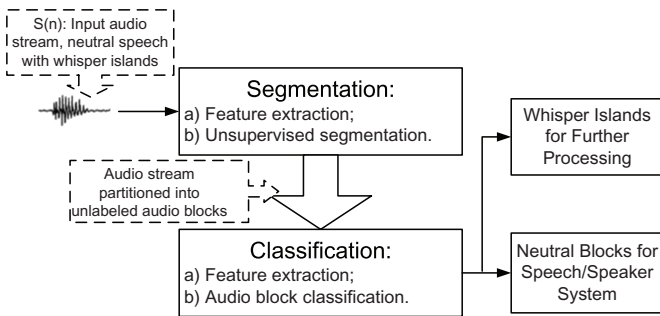 S(n): Input audio
stream, neutral speech
with whisper islands
Segmentation:
a) Feature extraction;
b) Unsupervised segmentation.
Audio stream
partitioned into
unlabeled audio blocks
Classification:
a) Feature extraction;
b) Audio block classification.
Whisper Islands
for Further
Processing
Neutral Blocks for
Speech/Speaker
System